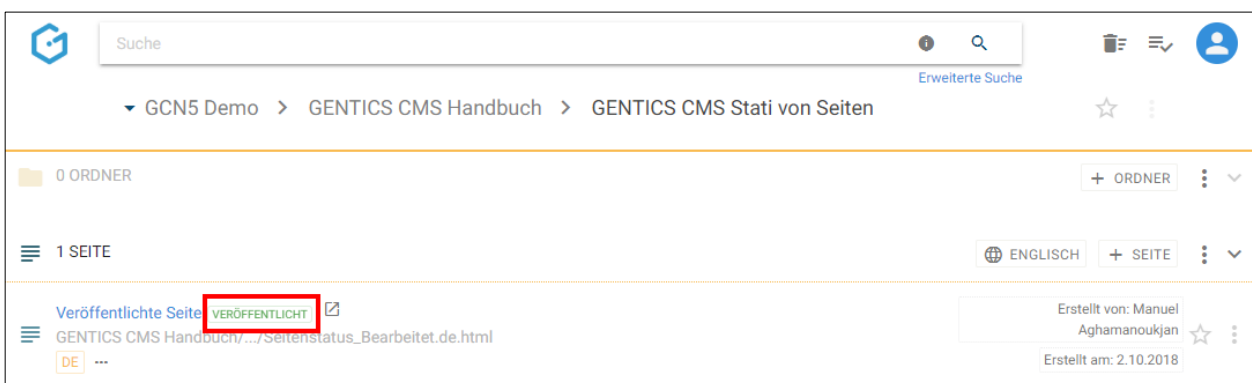 Suche
Erweiterte Suche
GCN5 Demo > GENTICS CMS Handbuch > GENTICS CMS Stati von Seiten
0 ORDNER
+ ORDNER
1 SEITE
ENGLISCH
+ SEITE
Veröffentlichte Seite VERÖFFENTLICHT
GENTICS CMS Handbuch/.../Seitenstatus_Bearbeitet.de.html
DE ---
Erstellt von: Manuel
Aghamanoukjan
Erstellt am: 2.10.2018